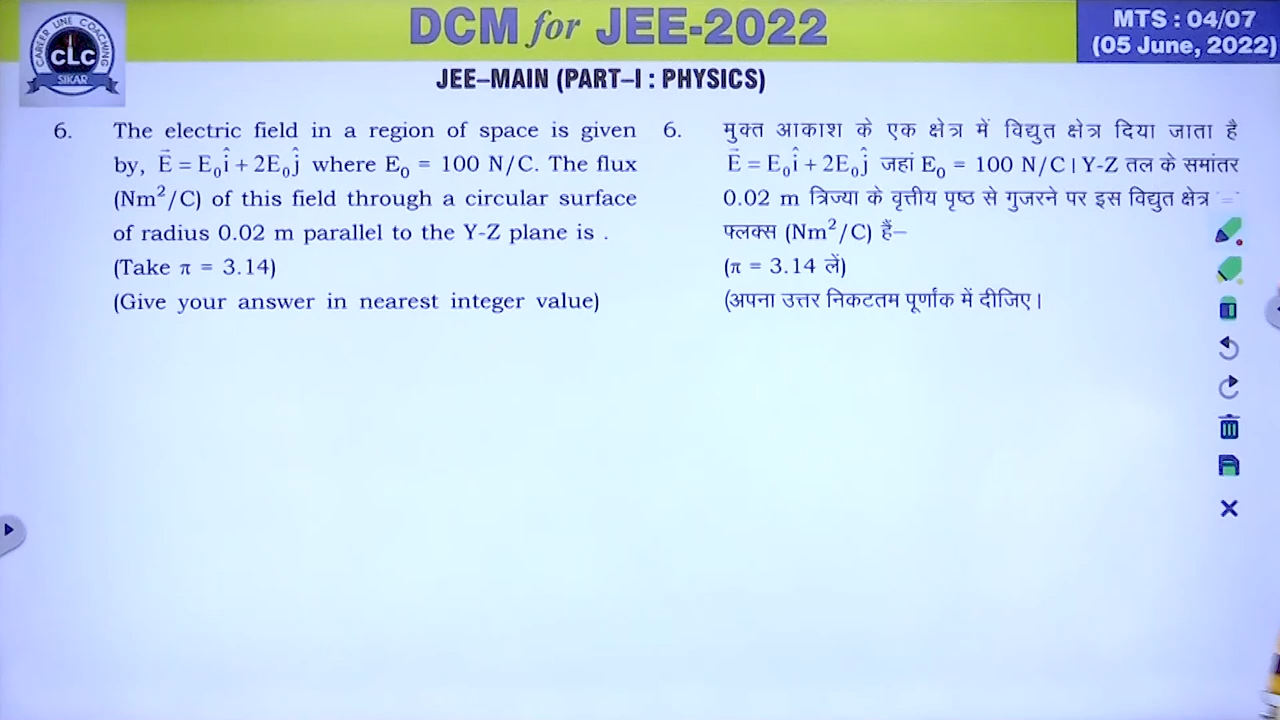 CAREER LINE COACHING
CLC
SIKAR
DCM for JEE-2022
MTS : 04/07
(05 June, 2022)
JEE–MAIN (PART–I : PHYSICS)
6. The electric field in a region of space is given
by, E⃗ = E₀î + 2E₀ĵ where E₀ = 100 N/C. The flux
(Nm²/C) of this field through a circular surface
of radius 0.02 m parallel to the Y-Z plane is .
(Take π = 3.14)
(Give your answer in nearest integer value)
6. मुक्त आकाश के एक क्षेत्र में विद्युत क्षेत्र दिया जाता है
E⃗ = E₀î + 2E₀ĵ जहां E₀ = 100 N/C। Y-Z तल के समांतर
0.02 m त्रिज्या के वृत्तीय पृष्ठ से गुजरने पर इस विद्युत क्षेत्र
फ्लक्स (Nm²/C) हैं–
(π = 3.14 लें)
(अपना उत्तर निकटतम पूर्णांक में दीजिए।